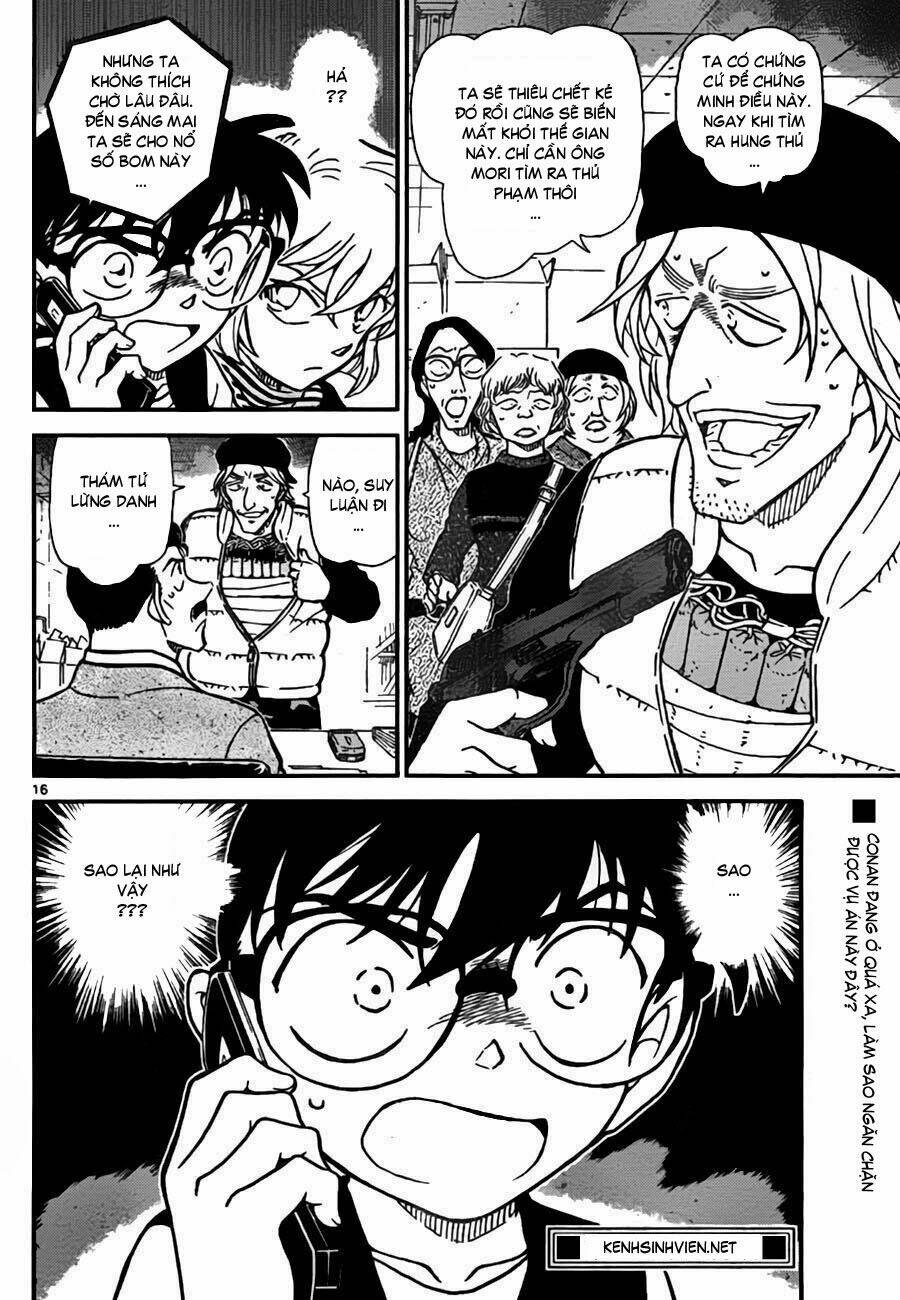 TA CÓ CHỨNG
CỨ ĐỂ CHỨNG
MINH ĐIỀU NÀY.
NGAY KHI TÌM
RA HUNG THỦ
...
TA SẼ THIÊU CHẾT KẺ
ĐÓ RỒI CŨNG SẼ BIẾN
MẤT KHỎI THẾ GIAN
NÀY. CHỈ CẦN ÔNG
MORI TÌM RA THỦ
PHẠM THÔI
...
HẢ
??
NHƯNG TA
KHÔNG THÍCH
CHỜ LÂU ĐÂU.
ĐẾN SÁNG MAI
TA SẼ CHO NỔ
SỐ BOM NÀY
...
NÀO, SUY
LUẬN ĐI
...
THÁM TỬ
LỪNG DANH
...
16
SAO
...
SAO LẠI NHƯ
VẬY
???
CONAN ĐANG Ở QUÁ XA, LÀM SAO NGĂN CHẶN
ĐƯỢC VỤ ÁN NÀY ĐÂY?
KENHSINHVIEN.NET